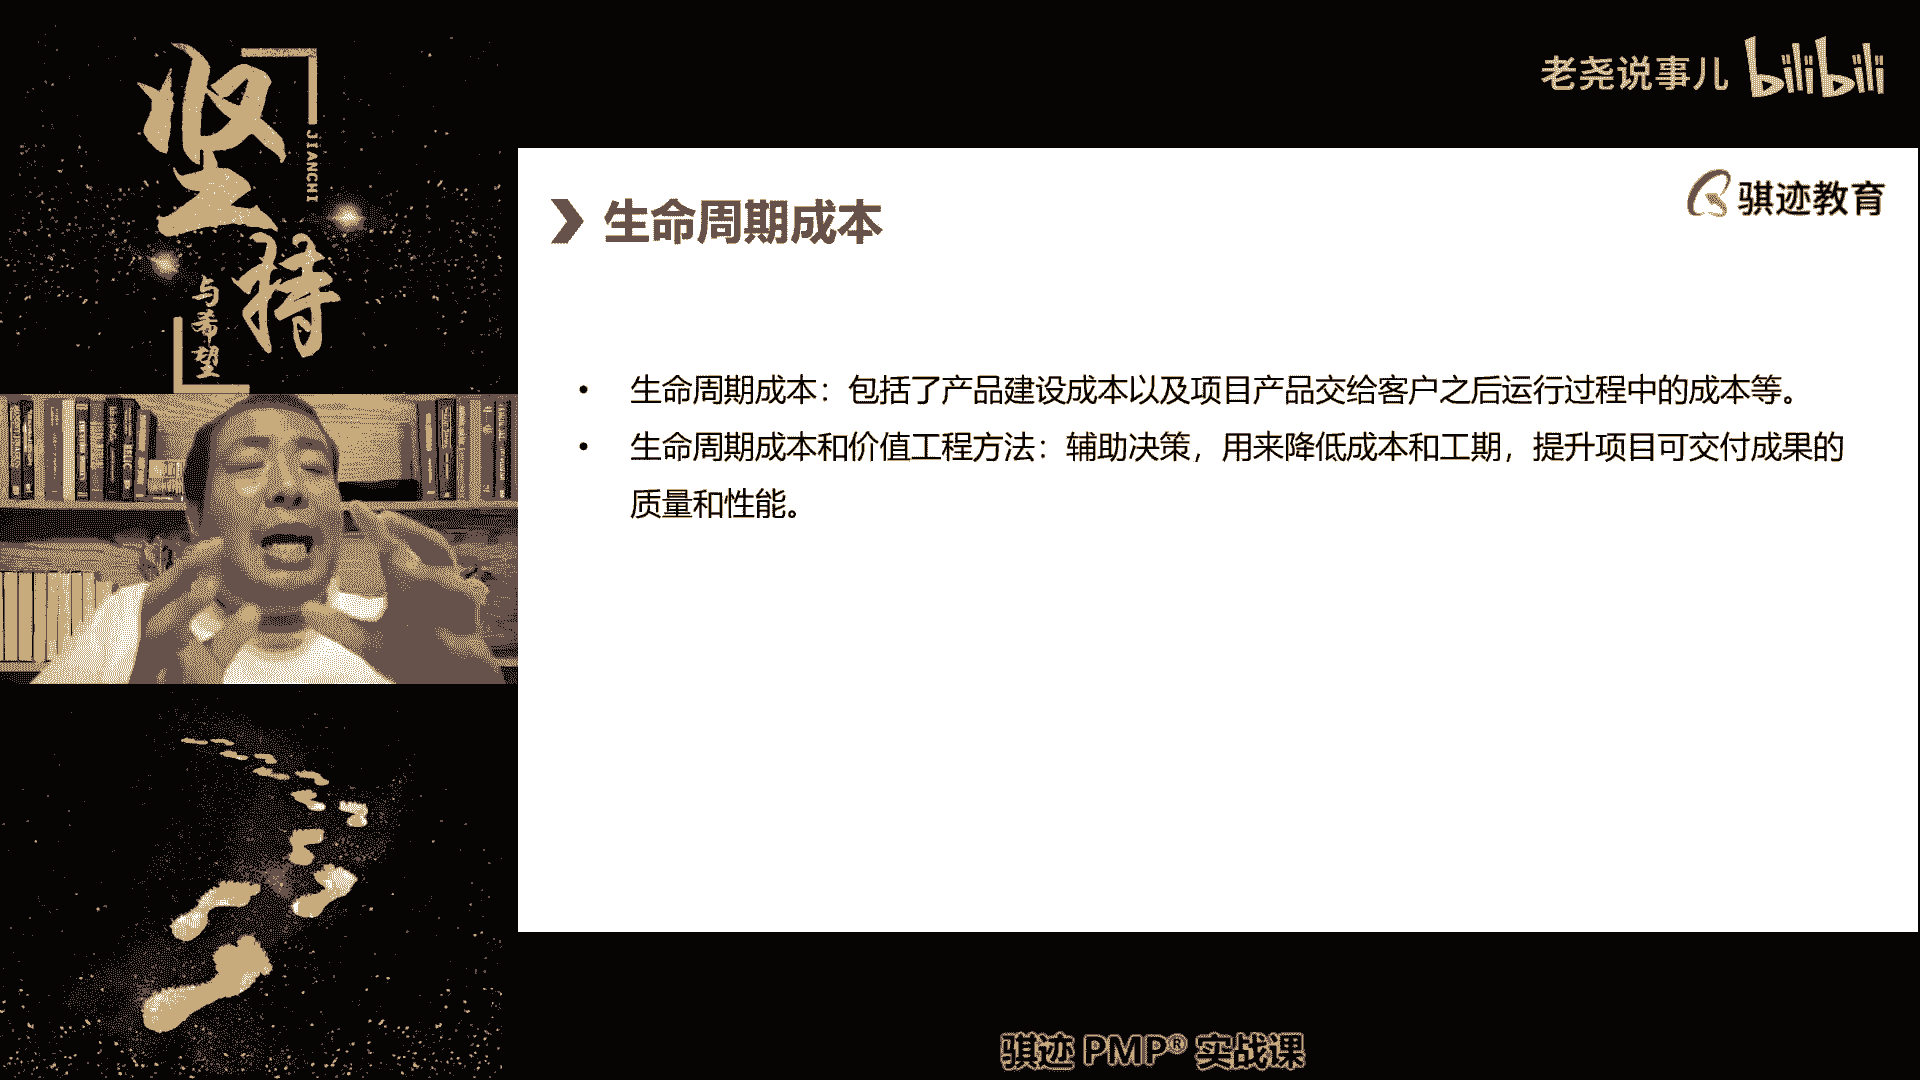 坚持
JIANCHI
与希望
老尧说事儿 bilibili
骐迹教育
生命周期成本
• 生命周期成本：包括了产品建设成本以及项目产品交给客户之后运行过程中的成本等。
• 生命周期成本和价值工程方法：辅助决策，用来降低成本和工期，提升项目可交付成果的
质量和性能。
骐迹 PMP® 实战课